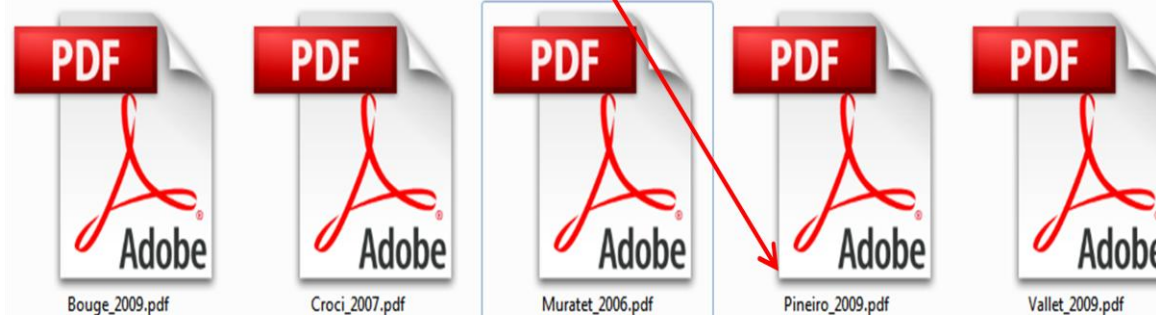 PDF PDF PDF PDF PDF
Adobe Adobe Adobe Adobe Adobe
Bouge_2009.pdf Croci_2007.pdf Muratet_2006.pdf Pineiro_2009.pdf Vallet_2009.pdf